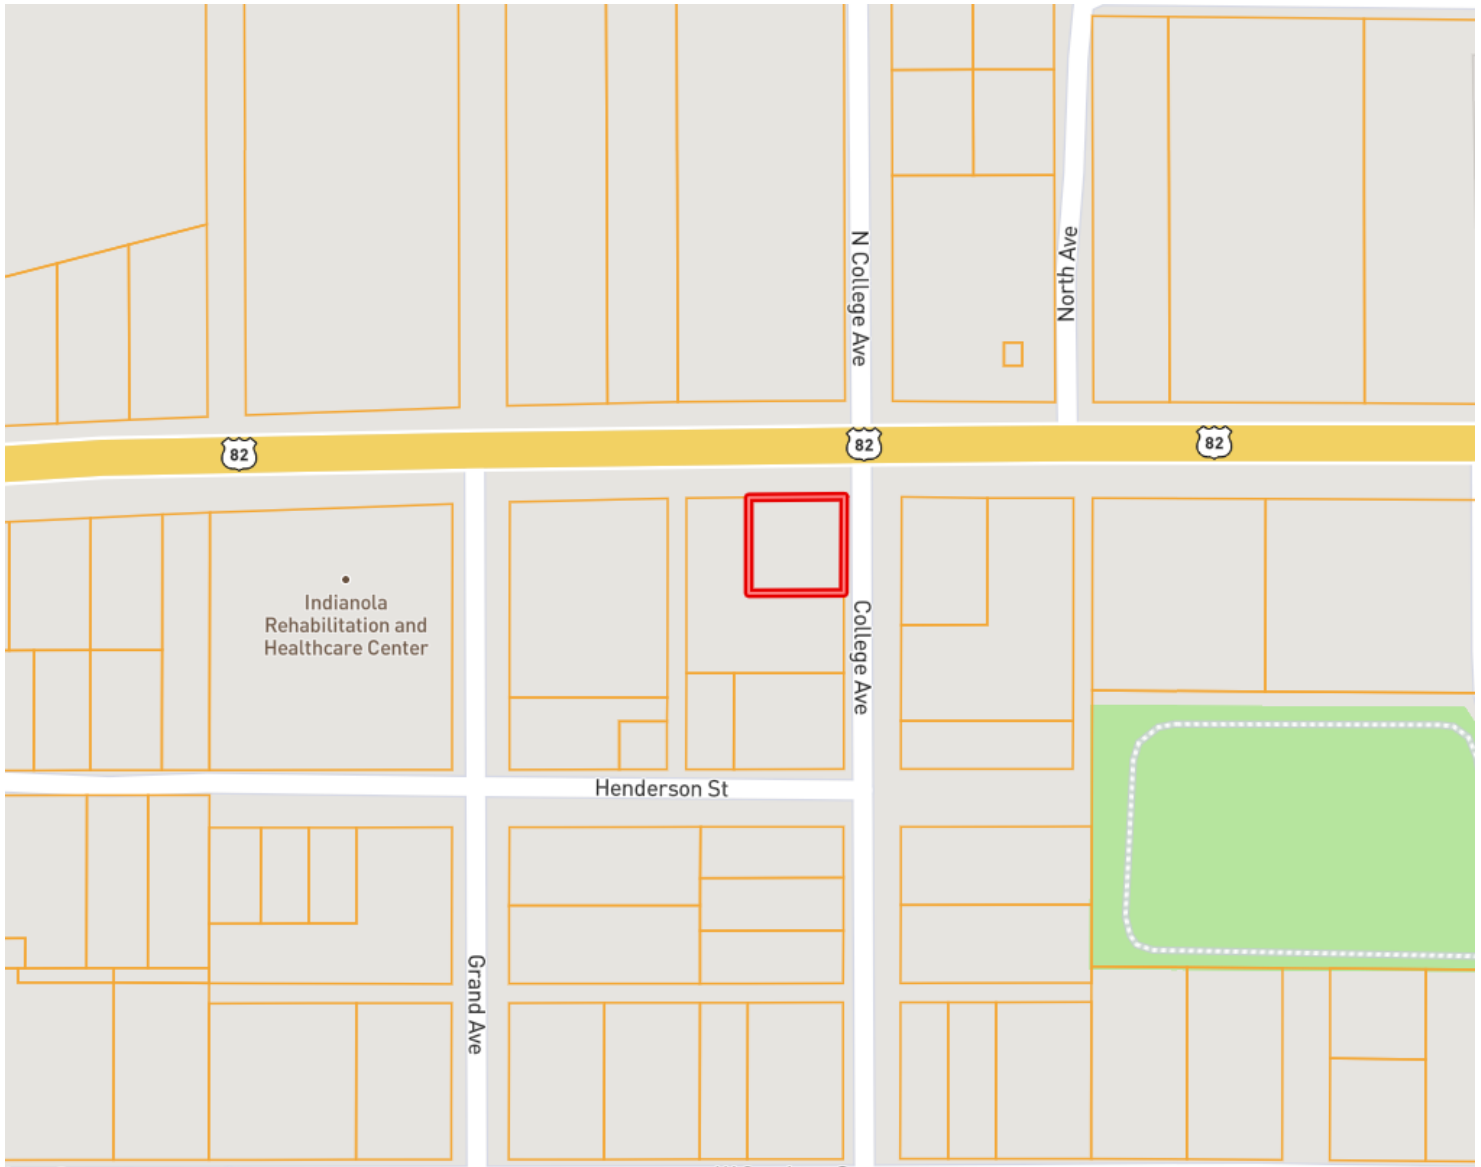 N College Ave
North Ave
82
82
82
Indianola
Rehabilitation and
Healthcare Center
College Ave
Henderson St
Grand Ave